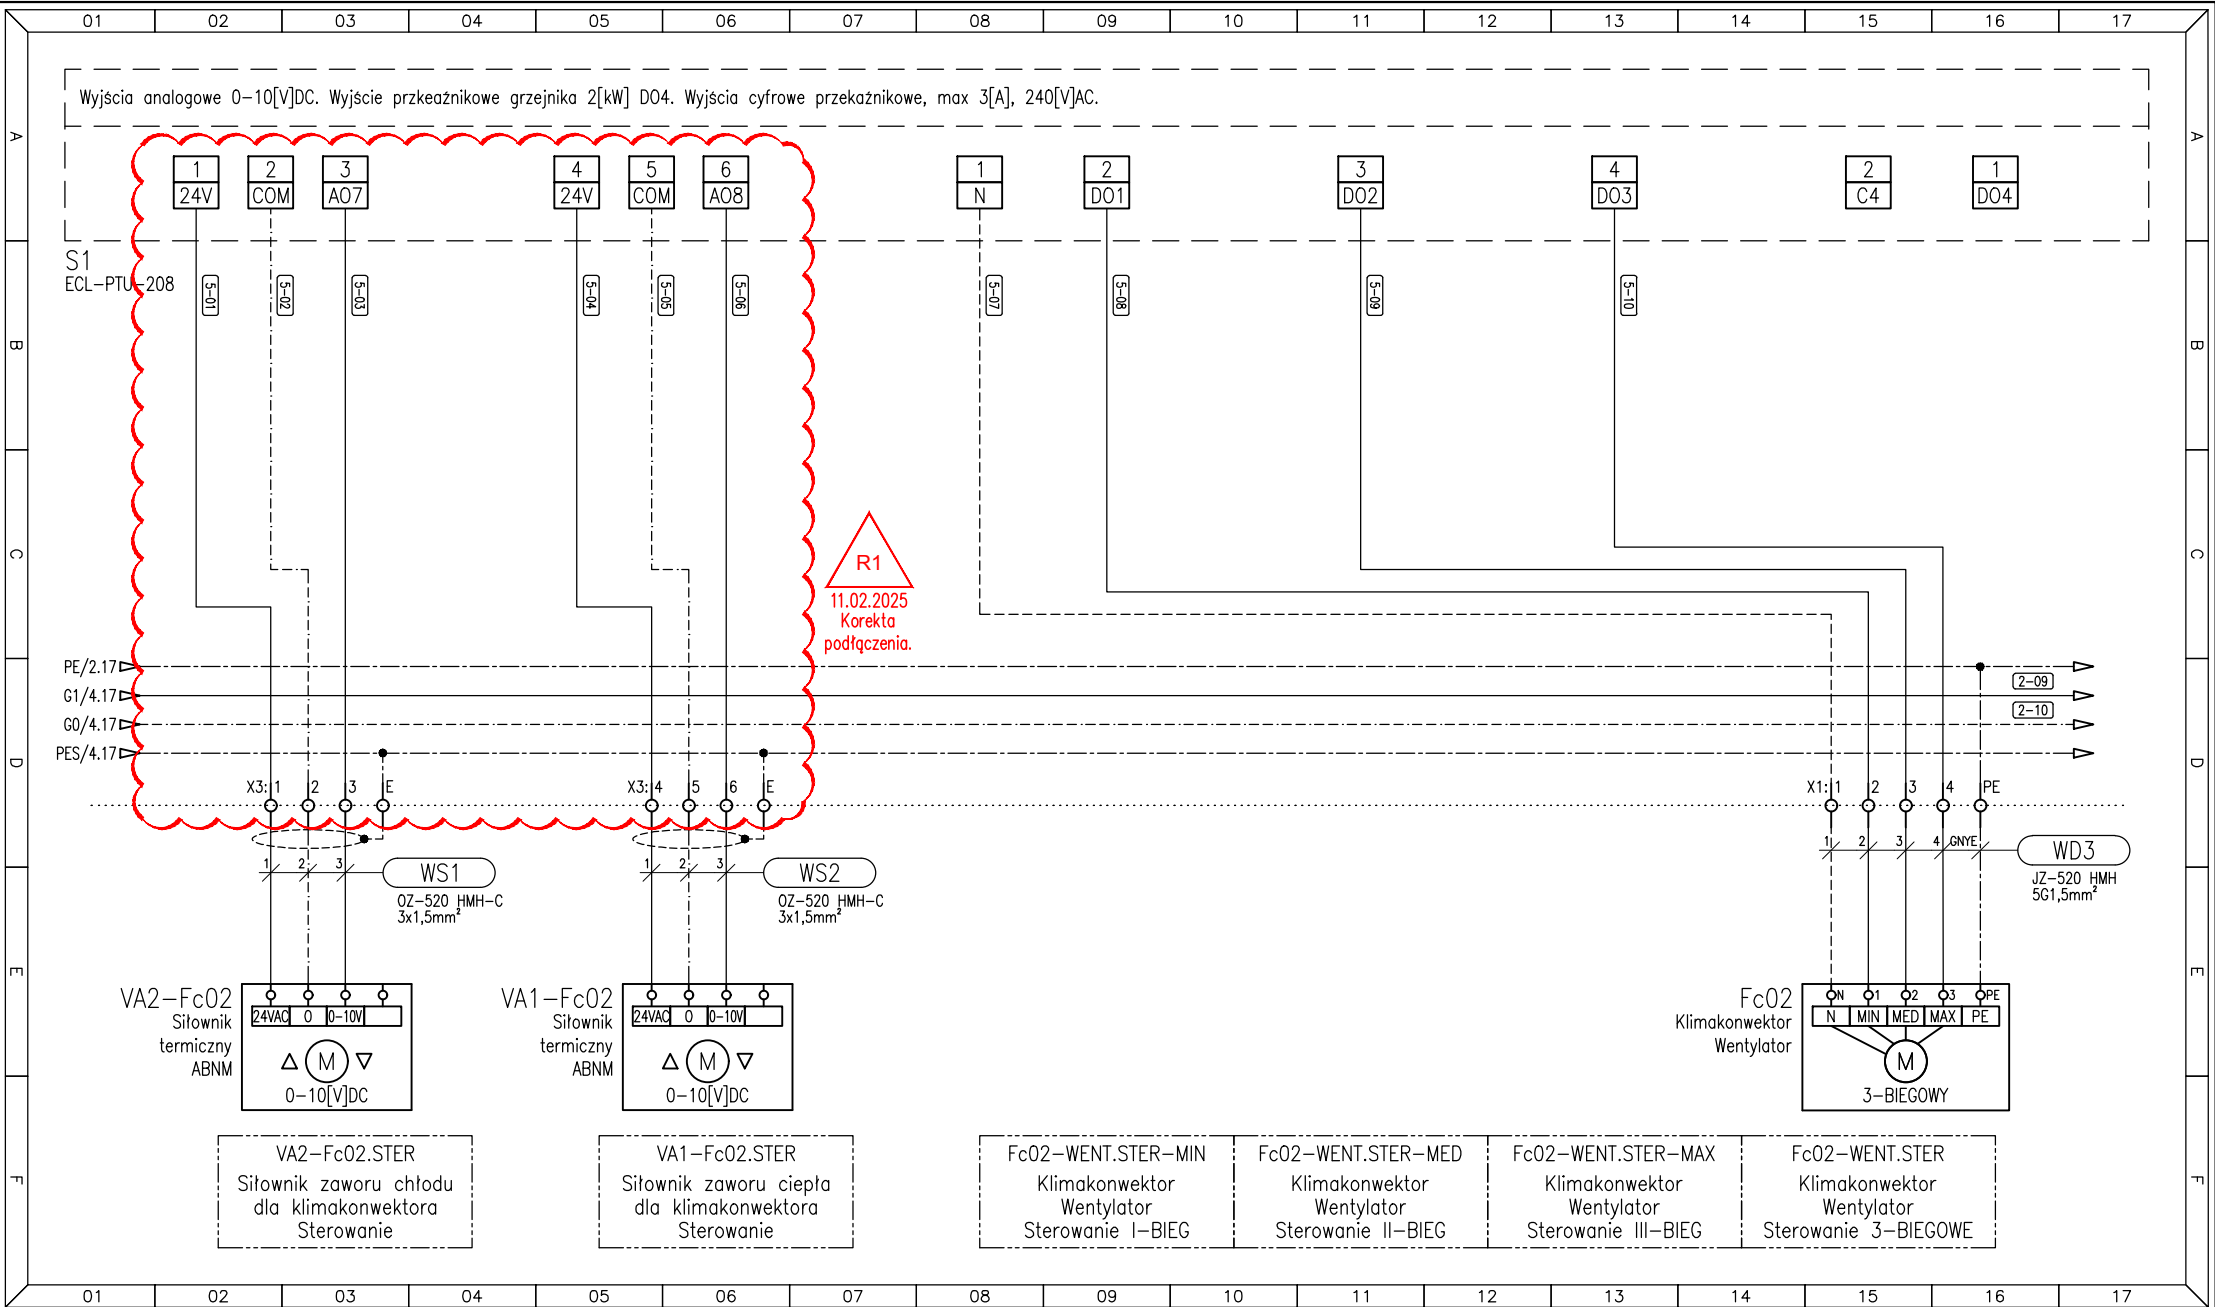 01 02 03 04 05 06 07 08 09 10 11 12 13 14 15 16 17
Wyjścia analogowe 0-10[V]DC. Wyjście przkeaźnikowe grzejnika 2[kW] DO4. Wyjścia cyfrowe przekaźnikowe, max 3[A], 240[V]AC.
A A
1 2 3 4 5 6 1 2 3 4 2 1
24V COM AO7 24V COM AO8 N DO1 DO2 DO3 C4 DO4
S1
ECL-PTU-208
5-01 5-02 5-03 5-04 5-05 5-06 5-07 5-08 5-09 5-10
B B
C C
R1
11.02.2025
Korekta
podłączenia.
PE/2.17
2-09
G1/4.17
2-10
G0/4.17
PES/4.17
D D
X3: 1 2 3 E X3: 4 5 6 E X1: 1 2 3 4 PE
1 2 3 4 GNYE WD3
JZ-520 HMH
5G1,5mm²
1 2 3 WS1 1 2 3 WS2
OZ-520 HMH-C OZ-520 HMH-C
3x1,5mm² 3x1,5mm²
E E
VA2-Fc02
Siłownik
termiczny
ABNM
24VAC 0 0-10V
M
0-10[V]DC
VA1-Fc02
Siłownik
termiczny
ABNM
24VAC 0 0-10V
M
0-10[V]DC
Fc02
Klimakonwektor
Wentylator
N 1 2 3 PE
N MIN MED MAX PE
M
3-BIEGOWY
F F
VA2-Fc02.STER
Siłownik zaworu chłodu
dla klimakonwektora
Sterowanie
VA1-Fc02.STER
Siłownik zaworu ciepła
dla klimakonwektora
Sterowanie
Fc02-WENT.STER-MIN
Klimakonwektor
Wentylator
Sterowanie I-BIEG
Fc02-WENT.STER-MED
Klimakonwektor
Wentylator
Sterowanie II-BIEG
Fc02-WENT.STER-MAX
Klimakonwektor
Wentylator
Sterowanie III-BIEG
Fc02-WENT.STER
Klimakonwektor
Wentylator
Sterowanie 3-BIEGOWE
01 02 03 04 05 06 07 08 09 10 11 12 13 14 15 16 17